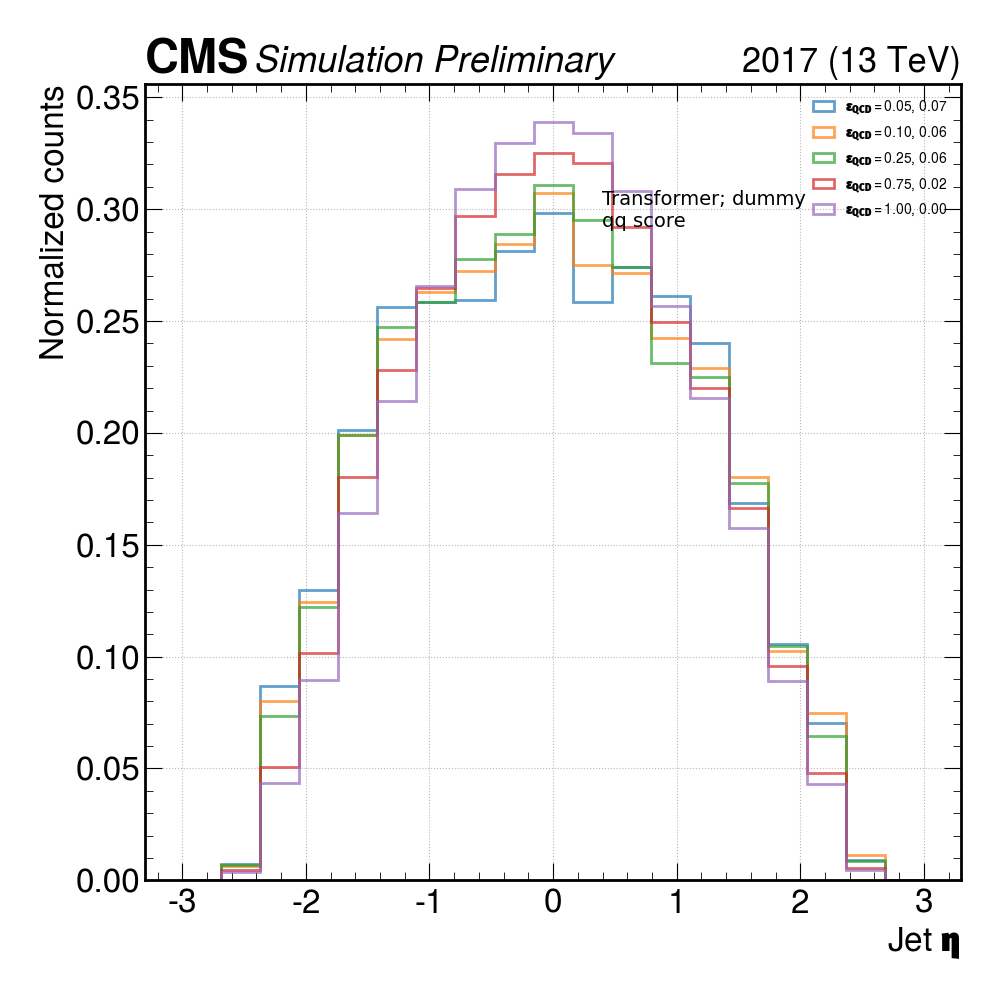 CMS Simulation Preliminary 2017 (13 TeV)
Normalized counts
0.35
0.30
0.25
0.20
0.15
0.10
0.05
0.00
εQCD = 0.05, 0.07
εQCD = 0.10, 0.06
εQCD = 0.25, 0.06
εQCD = 0.75, 0.02
εQCD = 1.00, 0.00
Transformer; dummy
qq score
-3 -2 -1 0 1 2 3
Jet η